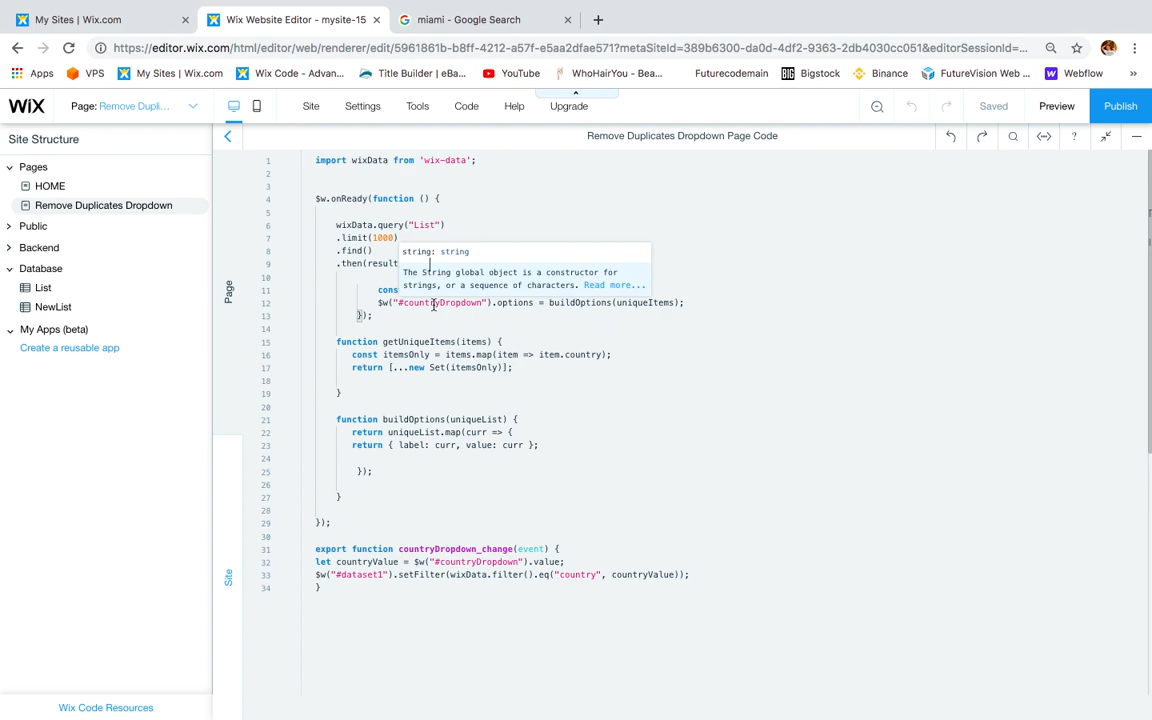 My Sites | Wix.com
Wix Website Editor - mysite-15
miami - Google Search
https://editor.wix.com/html/editor/web/renderer/edit/5961861b-b8ff-4212-a57f-e5aa2dfae571?metaSiteId=389b6300-da0d-4df2-9363-2db4030cc051&editorSessionId=...
Apps
VPS
My Sites | Wix.com
Wix Code - Advan...
Title Builder | eBa...
YouTube
WhoHairYou - Bea...
Futurecodemain
Bigstock
Binance
FutureVision Web ...
Webflow
»
WiX
Page: Remove Dupli...
Site
Settings
Tools
Code
Help
Upgrade
Saved
Preview
Publish
Site Structure
Pages
HOME
Remove Duplicates Dropdown
Public
Backend
Database
List
NewList
My Apps (beta)
Create a reusable app
Wix Code Resources
Page
Site
Remove Duplicates Dropdown Page Code
?
1 import wixData from 'wix-data';
2
3
4 $w.onReady(function () {
5
6 wixData.query("List")
7 .limit(1000)
8 .find()
9 .then(result
string: string
The String global object is a constructor for
strings, or a sequence of characters. Read more...
10
11 cons
12 $w("#countryDropdown").options = buildOptions(uniqueItems);
13 });
14
15 function getUniqueItems(items) {
16 const itemsOnly = items.map(item => item.country);
17 return [...new Set(itemsOnly)];
18
19 }
20
21 function buildOptions(uniqueList) {
22 return uniqueList.map(curr => {
23 return { label: curr, value: curr };
24
25 });
26
27 }
28
29 });
30
31 export function countryDropdown_change(event) {
32 let countryValue = $w("#countryDropdown").value;
33 $w("#dataset1").setFilter(wixData.filter().eq("country", countryValue));
34 }